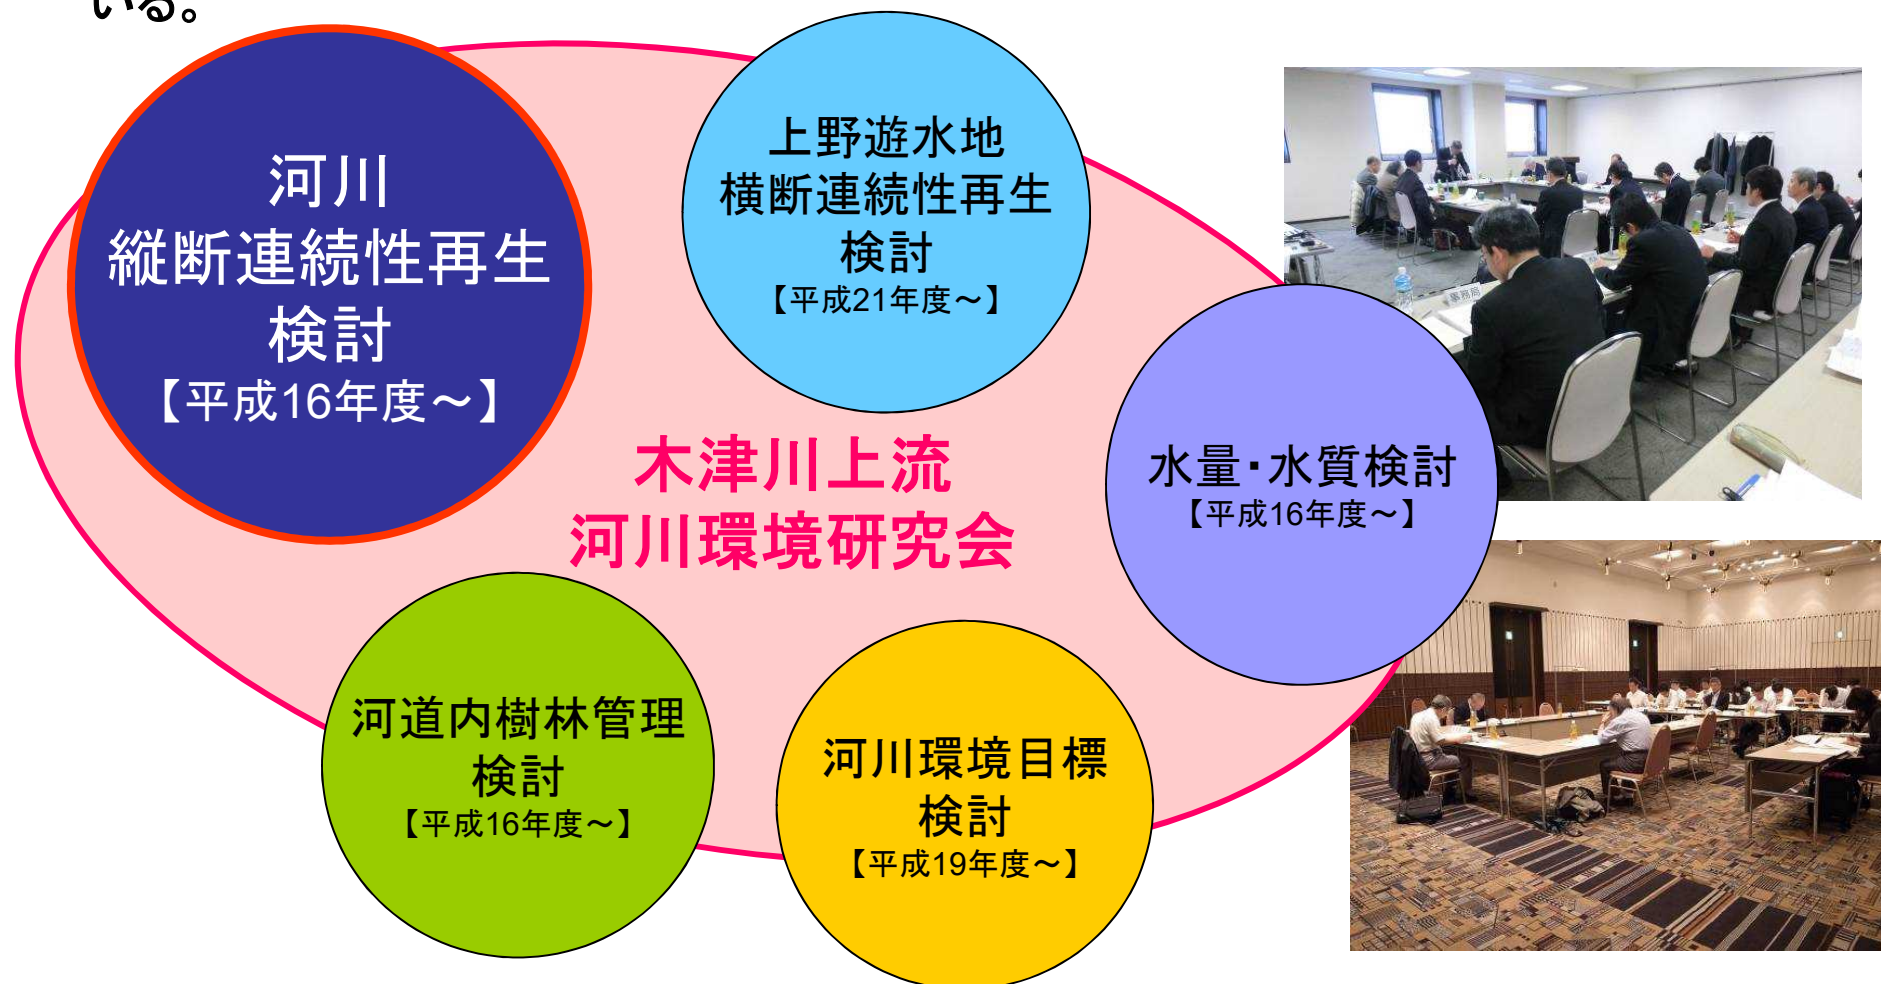 いる。
河川
縦断連続性再生
検討
【平成16年度～】
上野遊水地
横断連続性再生
検討
【平成21年度～】
水量・水質検討
【平成16年度～】
木津川上流
河川環境研究会
河道内樹林管理
検討
【平成16年度～】
河川環境目標
検討
【平成19年度～】
事務局